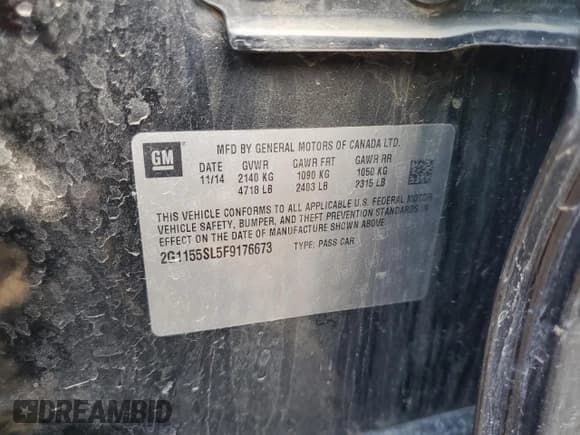 GM
MFD BY GENERAL MOTORS OF CANADA LTD.
DATE GVWR GAWR FRT GAWR RR
11/14 2140 KG 1090 KG 1050 KG
4718 LB 2403 LB 2315 LB
THIS VEHICLE CONFORMS TO ALL APPLICABLE U.S. FEDERAL MOTOR
VEHICLE SAFETY, BUMPER, AND THEFT PREVENTION STANDARDS IN
EFFECT ON THE DATE OF MANUFACTURE SHOWN ABOVE.
2G1155SL5F9176673 TYPE: PASS CAR
DREAMBID